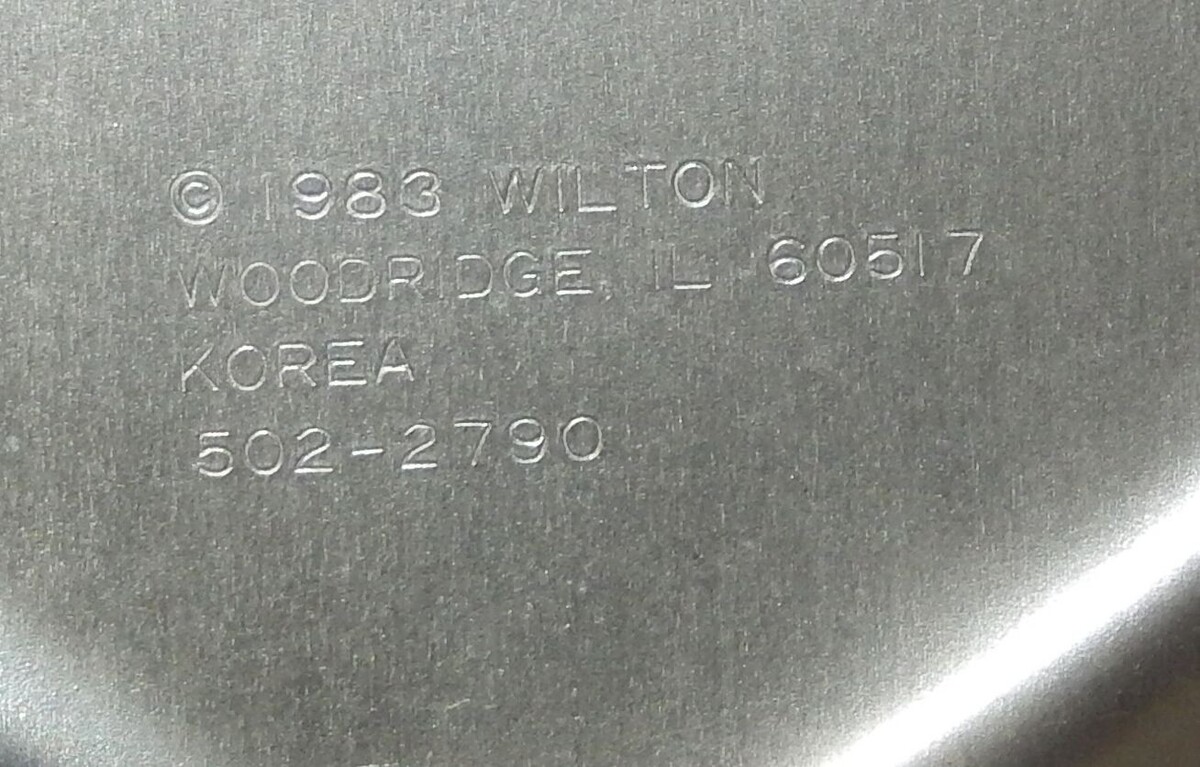 © 1983 WILTON
WOODRIDGE, IL 60517
KOREA
502-2790